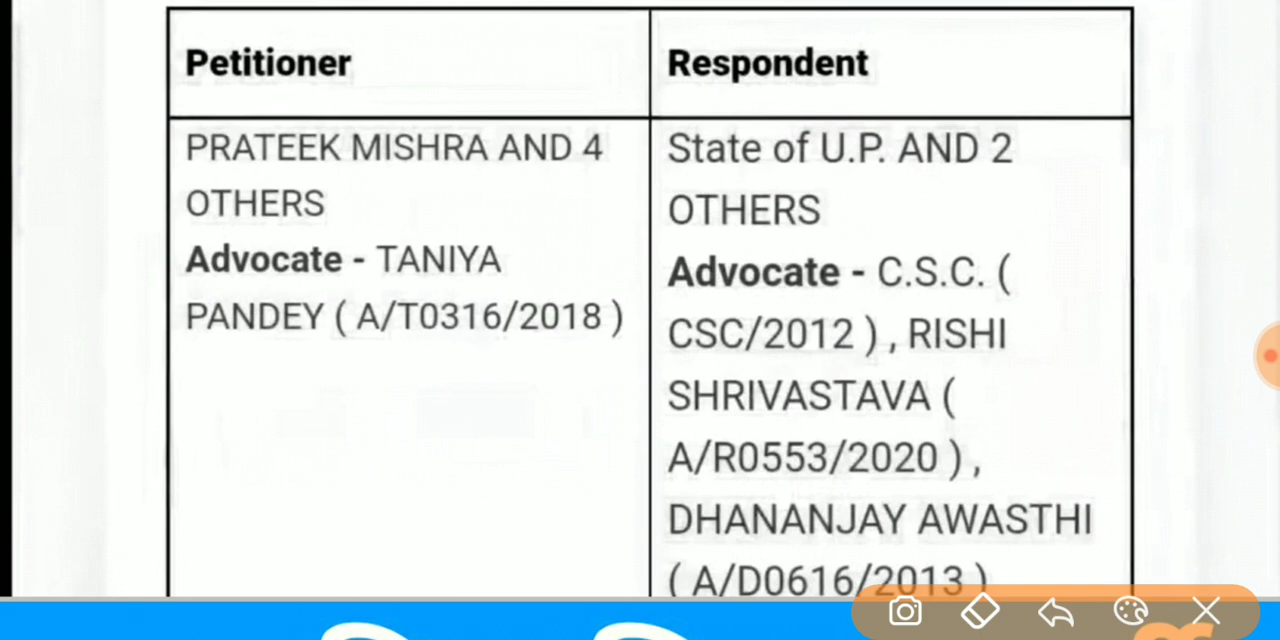 Petitioner
Respondent
PRATEEK MISHRA AND 4
OTHERS
Advocate - TANIYA
PANDEY ( A/T0316/2018 )
State of U.P. AND 2
OTHERS
Advocate - C.S.C. (
CSC/2012 ) , RISHI
SHRIVASTAVA (
A/R0553/2020 ) ,
DHANANJAY AWASTHI
( A/D0616/2013 )